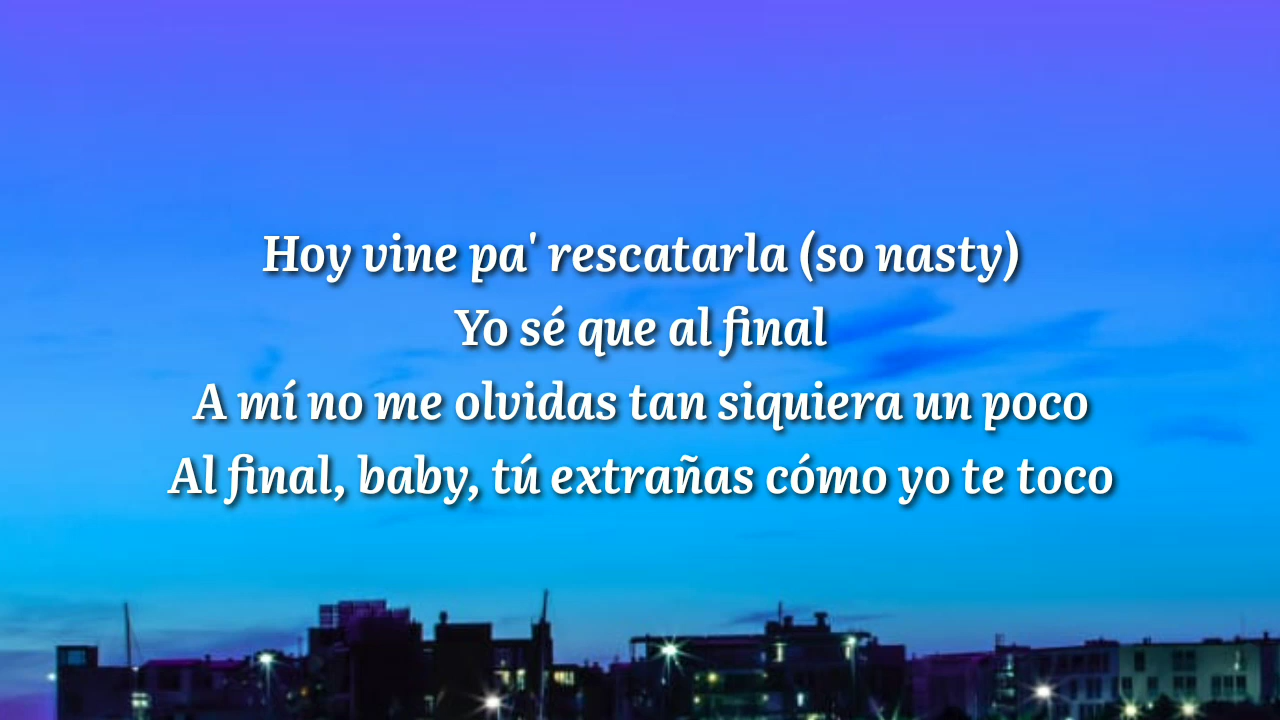 Hoy vine pa' rescatarla (so nasty)
Yo sé que al final
A mí no me olvidas tan siquiera un poco
Al final, baby, tú extrañas cómo yo te toco